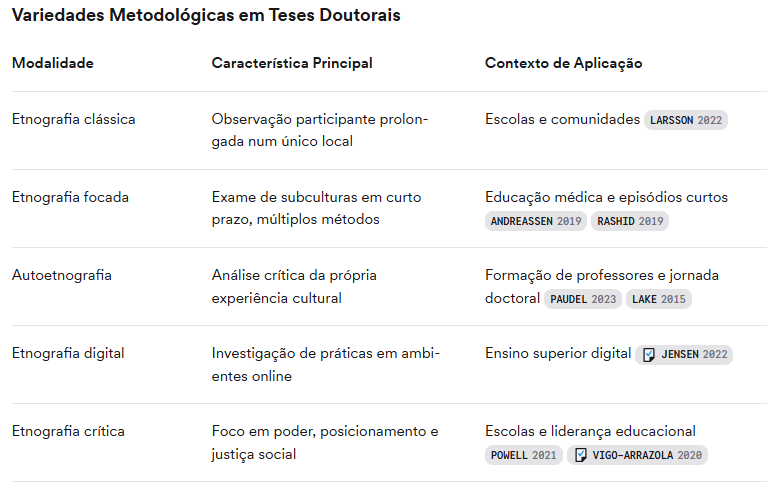 Variedades Metodológicas em Teses Doutorais
Modalidade Característica Principal Contexto de Aplicação
Etnografia clássica Observação participante prolon- Escolas e comunidades LARSSON 2022
gada num único local
Etnografia focada Exame de subculturas em curto Educação médica e episódios curtos
prazo, múltiplos métodos ANDREASSEN 2019 RASHID 2019
Autoetnografia Análise crítica da própria Formação de professores e jornada
experiência cultural doctoral PAUDEL 2023 LAKE 2015
Etnografia digital Investigação de práticas em ambi- Ensino superior digital JENSEN 2022
entes online
Etnografia crítica Foco em poder, posicionamento e Escolas e liderança educacional
justiça social POWELL 2021 VIGO-ARRAZOLA 2020